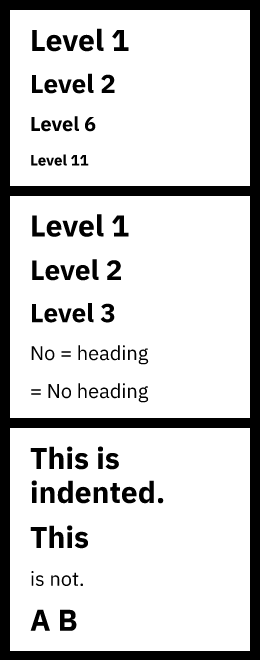 Level 1
Level 2
Level 6
Level 11
Level 1
Level 2
Level 3
No = heading
= No heading
This is
indented.
This
is not.
A B